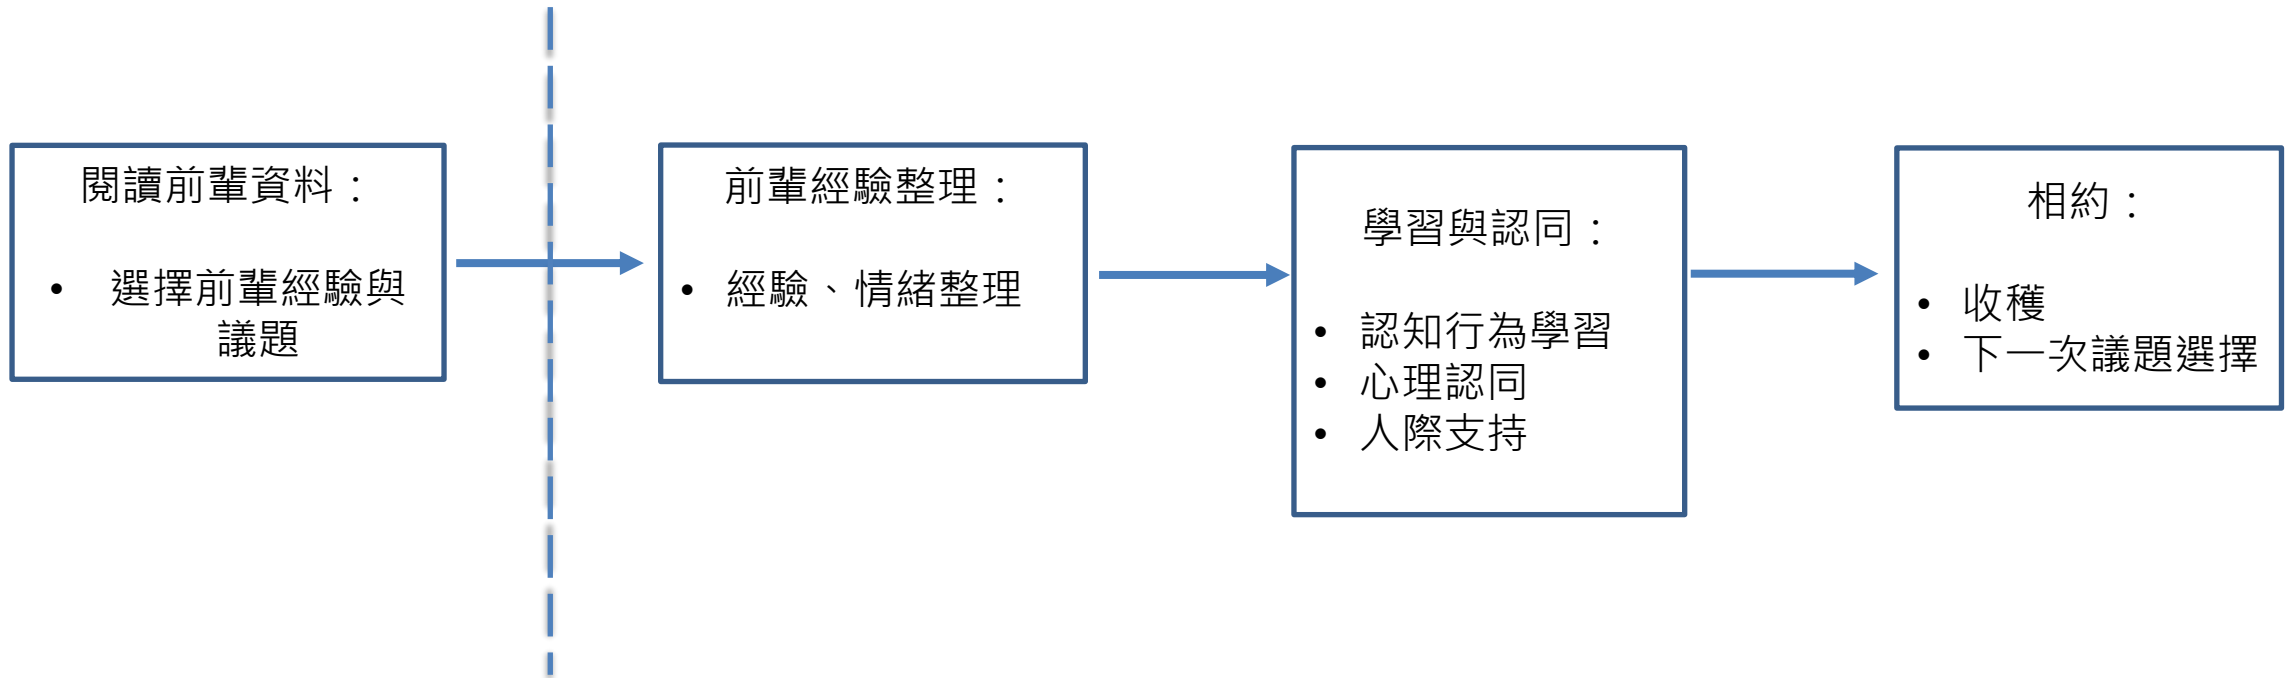 閱讀前輩資料：
• 選擇前輩經驗與
議題
前輩經驗整理：
• 經驗、情緒整理
學習與認同：
• 認知行為學習
• 心理認同
• 人際支持
相約：
• 收穫
• 下一次議題選擇